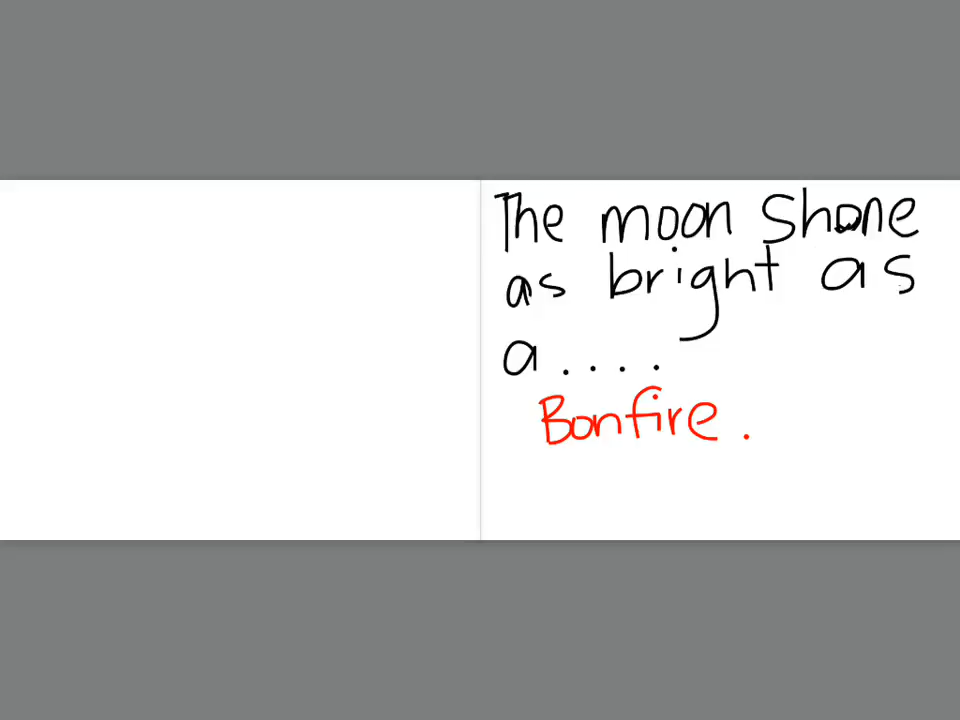 The moon Shone
as bright as
a....
Bonfire.